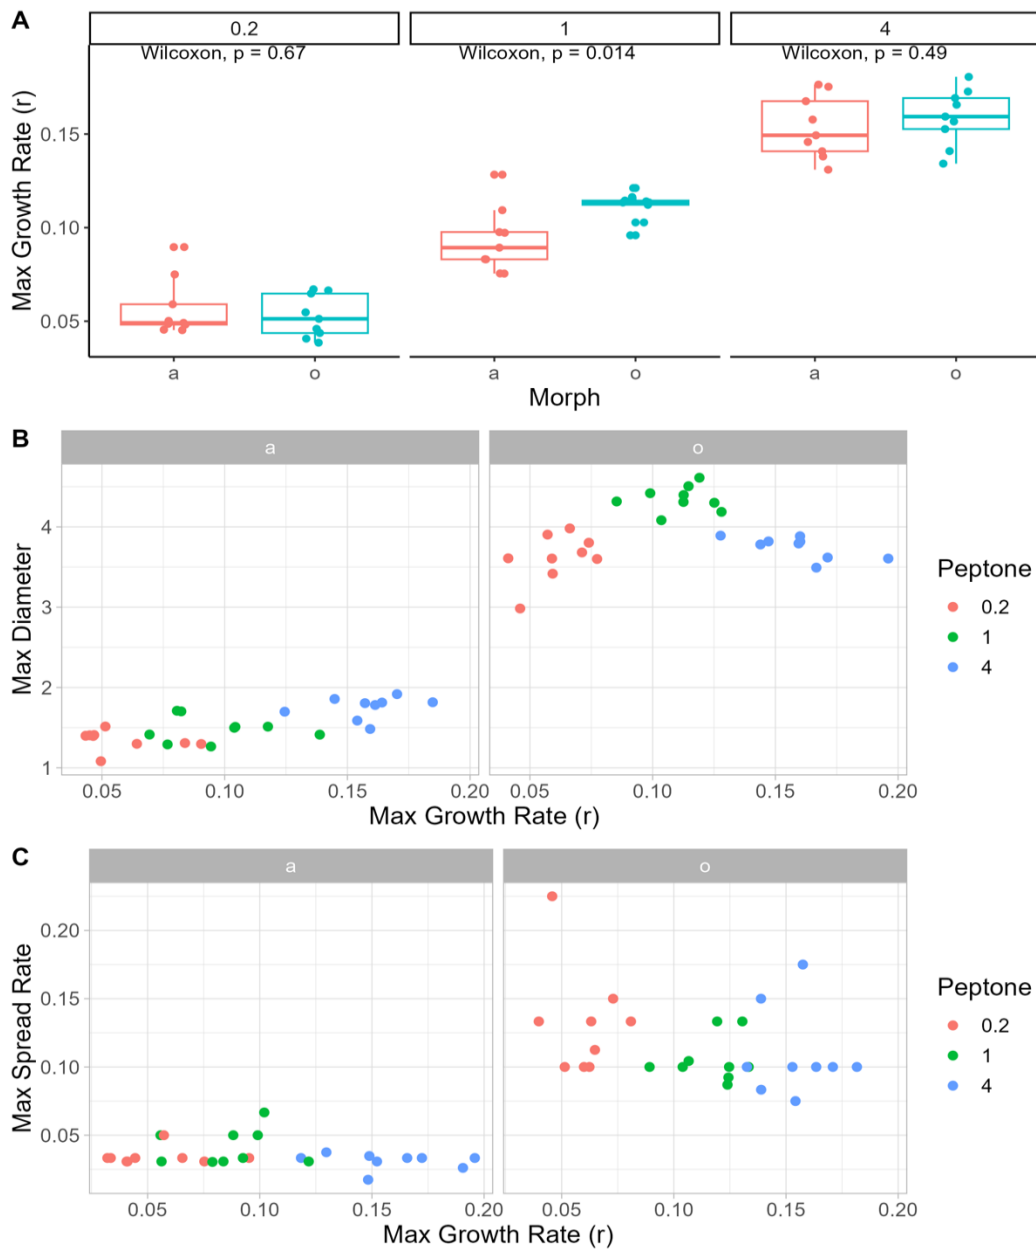 A
0.2 1 4
Wilcoxon, p = 0.67 Wilcoxon, p = 0.014 Wilcoxon, p = 0.49
Max Growth Rate (r)
0.15
0.10
0.05
a o a o a o
Morph
B
a o
Max Diameter
4
3
2
1
0.05 0.10 0.15 0.20 0.05 0.10 0.15 0.20
Max Growth Rate (r)
Peptone
0.2
1
4
C
a o
Max Spread Rate
0.20
0.15
0.10
0.05
0.05 0.10 0.15 0.20 0.05 0.10 0.15 0.20
Max Growth Rate (r)
Peptone
0.2
1
4